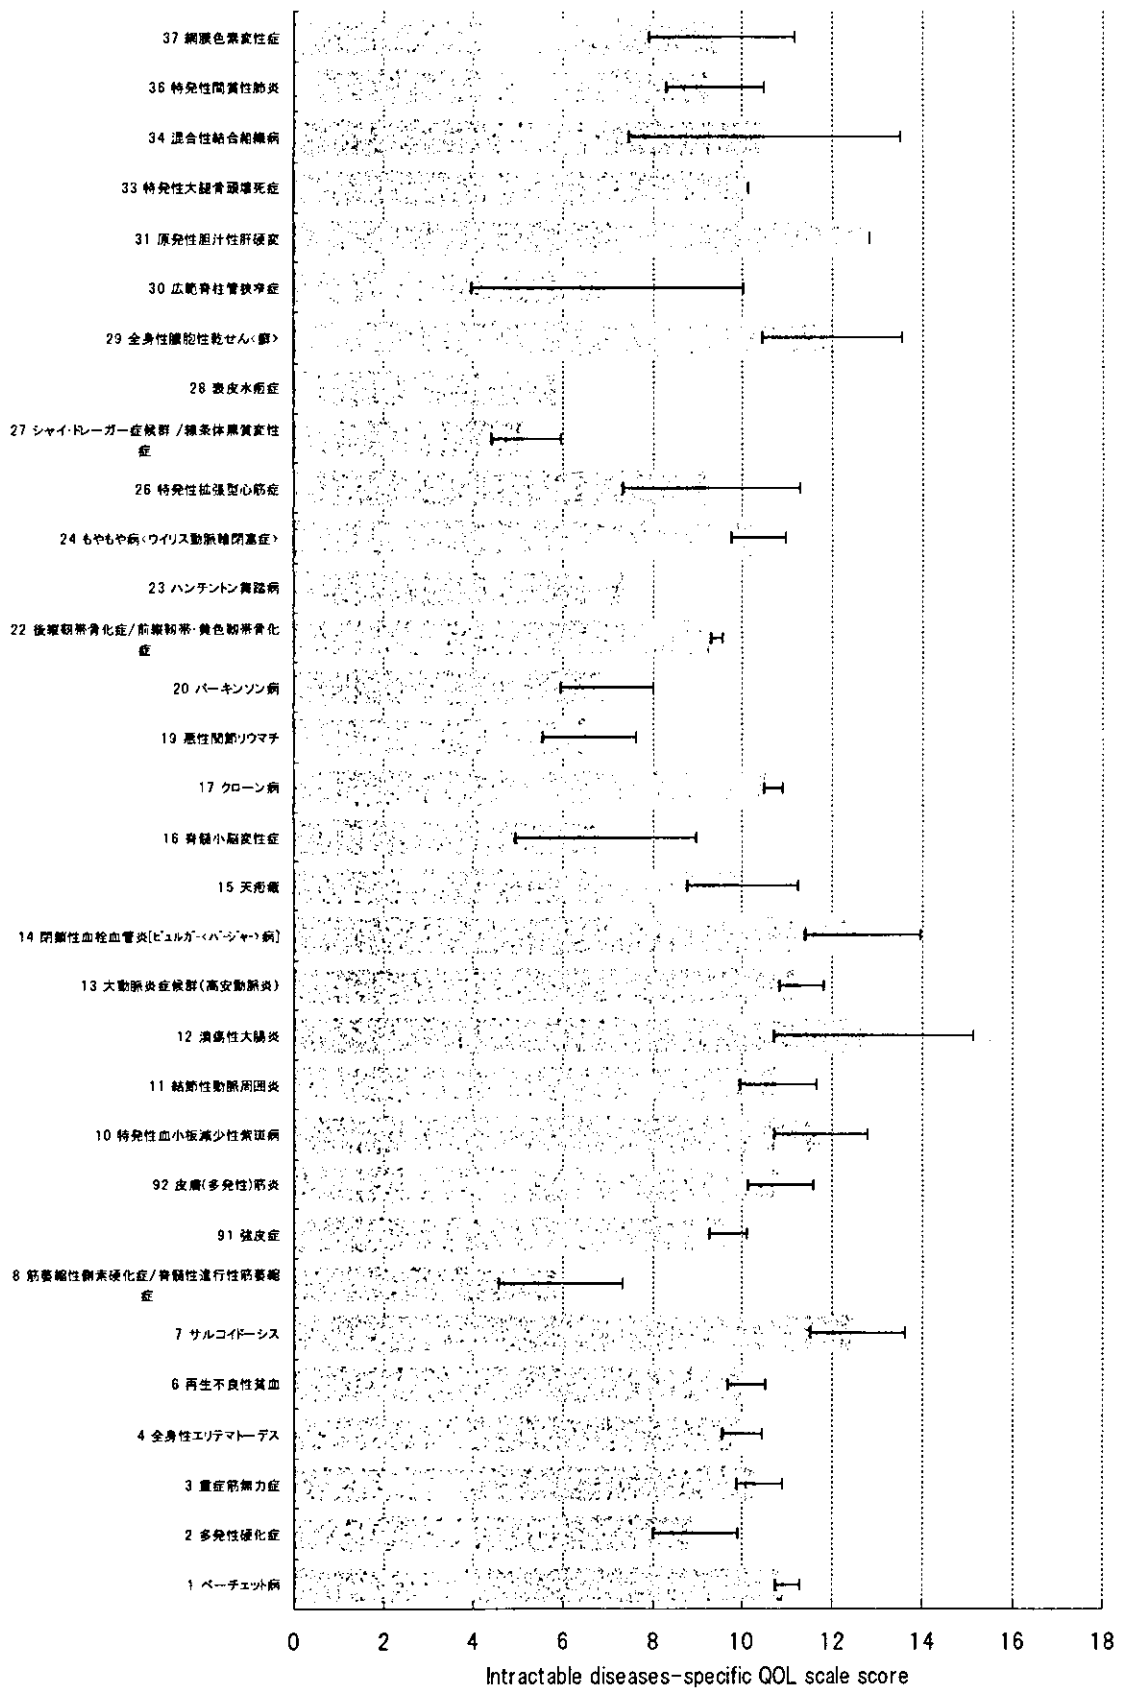 37 網膜色素変性症
36 特発性間質性肺炎
34 混合性結合組織病
33 特発性大腿骨頭壊死症
31 原発性胆汁性肝硬変
30 広範脊柱管狭窄症
29 全身性膿胞性乾せん<癬>
28 表皮水疱症
27 シャイ・ドレーガー症候群 /線条体黒質変性
症
26 特発性拡張型心筋症
24 もやもや病<ウイリス動脈輪閉塞症>
23 ハンチントン舞踏病
22 後縦靭帯骨化症/前縦靭帯・黄色靭帯骨化
症
20 パーキンソン病
19 悪性関節リウマチ
17 クローン病
16 脊髄小脳変性症
15 天疱瘡
14 閉鎖性血栓血管炎[ビュルガー<バージャー>病]
13 大動脈炎症候群(高安動脈炎)
12 潰瘍性大腸炎
11 結節性動脈周囲炎
10 特発性血小板減少性紫斑病
92 皮膚(多発性)筋炎
91 強皮症
8 筋萎縮性側索硬化症/脊髄性進行性筋萎縮
症
7 サルコイドーシス
6 再生不良性貧血
4 全身性エリテマトーデス
3 重症筋無力症
2 多発性硬化症
1 ベーチェット病
0 2 4 6 8 10 12 14 16 18
Intractable diseases-specific QOL scale score